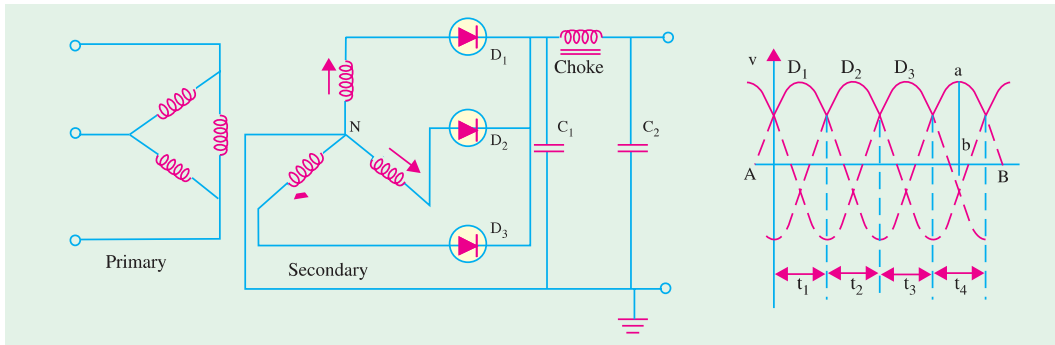 Primary
Secondary
N
D1
D2
D3
Choke
C1
C2
v
D1
D2
D3
a
b
A
B
t1
t2
t3
t4